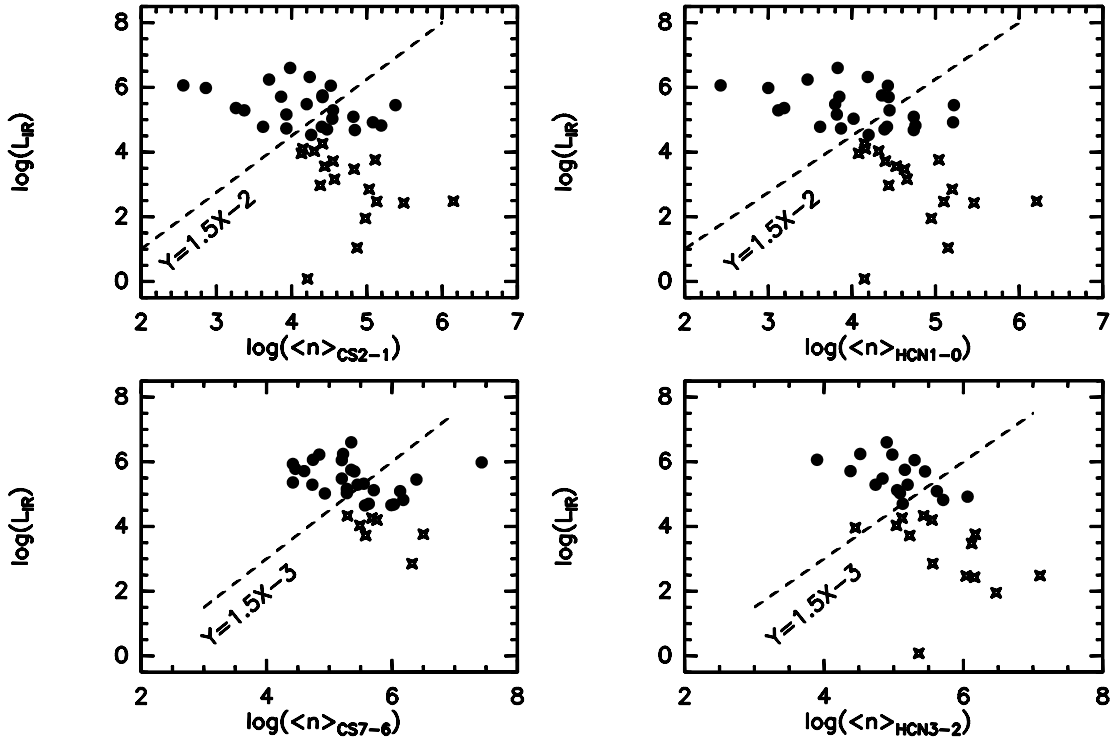 8
6
4
2
0
log(L_IR)
Y=1.5X−2
2 3 4 5 6 7
log(<n>_CS2−1)
8
6
4
2
0
log(L_IR)
Y=1.5X−2
2 3 4 5 6 7
log(<n>_HCN1−0)
8
6
4
2
0
log(L_IR)
Y=1.5X−3
2 4 6 8
log(<n>_CS7−6)
8
6
4
2
0
log(L_IR)
Y=1.5X−3
2 4 6 8
log(<n>_HCN3−2)